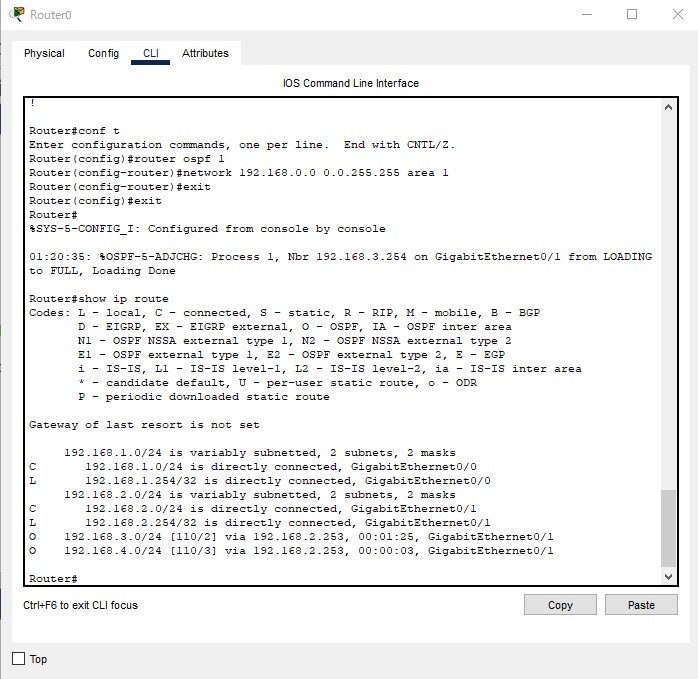 Router0
Physical Config CLI Attributes
IOS Command Line Interface
!
Router#conf t
Enter configuration commands, one per line.  End with CNTL/Z.
Router(config)#router ospf 1
Router(config-router)#network 192.168.0.0 0.0.255.255 area 1
Router(config-router)#exit
Router(config)#exit
Router#
%SYS-5-CONFIG_I: Configured from console by console
01:20:35: %OSPF-5-ADJCHG: Process 1, Nbr 192.168.3.254 on GigabitEthernet0/1 from LOADING
to FULL, Loading Done
Router#show ip route
Codes: L - local, C - connected, S - static, R - RIP, M - mobile, B - BGP
       D - EIGRP, EX - EIGRP external, O - OSPF, IA - OSPF inter area
       N1 - OSPF NSSA external type 1, N2 - OSPF NSSA external type 2
       E1 - OSPF external type 1, E2 - OSPF external type 2, E - EGP
       i - IS-IS, L1 - IS-IS level-1, L2 - IS-IS level-2, ia - IS-IS inter area
       * - candidate default, U - per-user static route, o - ODR
       P - periodic downloaded static route
Gateway of last resort is not set
     192.168.1.0/24 is variably subnetted, 2 subnets, 2 masks
C       192.168.1.0/24 is directly connected, GigabitEthernet0/0
L       192.168.1.254/32 is directly connected, GigabitEthernet0/0
     192.168.2.0/24 is variably subnetted, 2 subnets, 2 masks
C       192.168.2.0/24 is directly connected, GigabitEthernet0/1
L       192.168.2.254/32 is directly connected, GigabitEthernet0/1
O    192.168.3.0/24 [110/2] via 192.168.2.253, 00:01:25, GigabitEthernet0/1
O    192.168.4.0/24 [110/3] via 192.168.2.253, 00:00:03, GigabitEthernet0/1
Router#
Ctrl+F6 to exit CLI focus
Copy Paste
Top